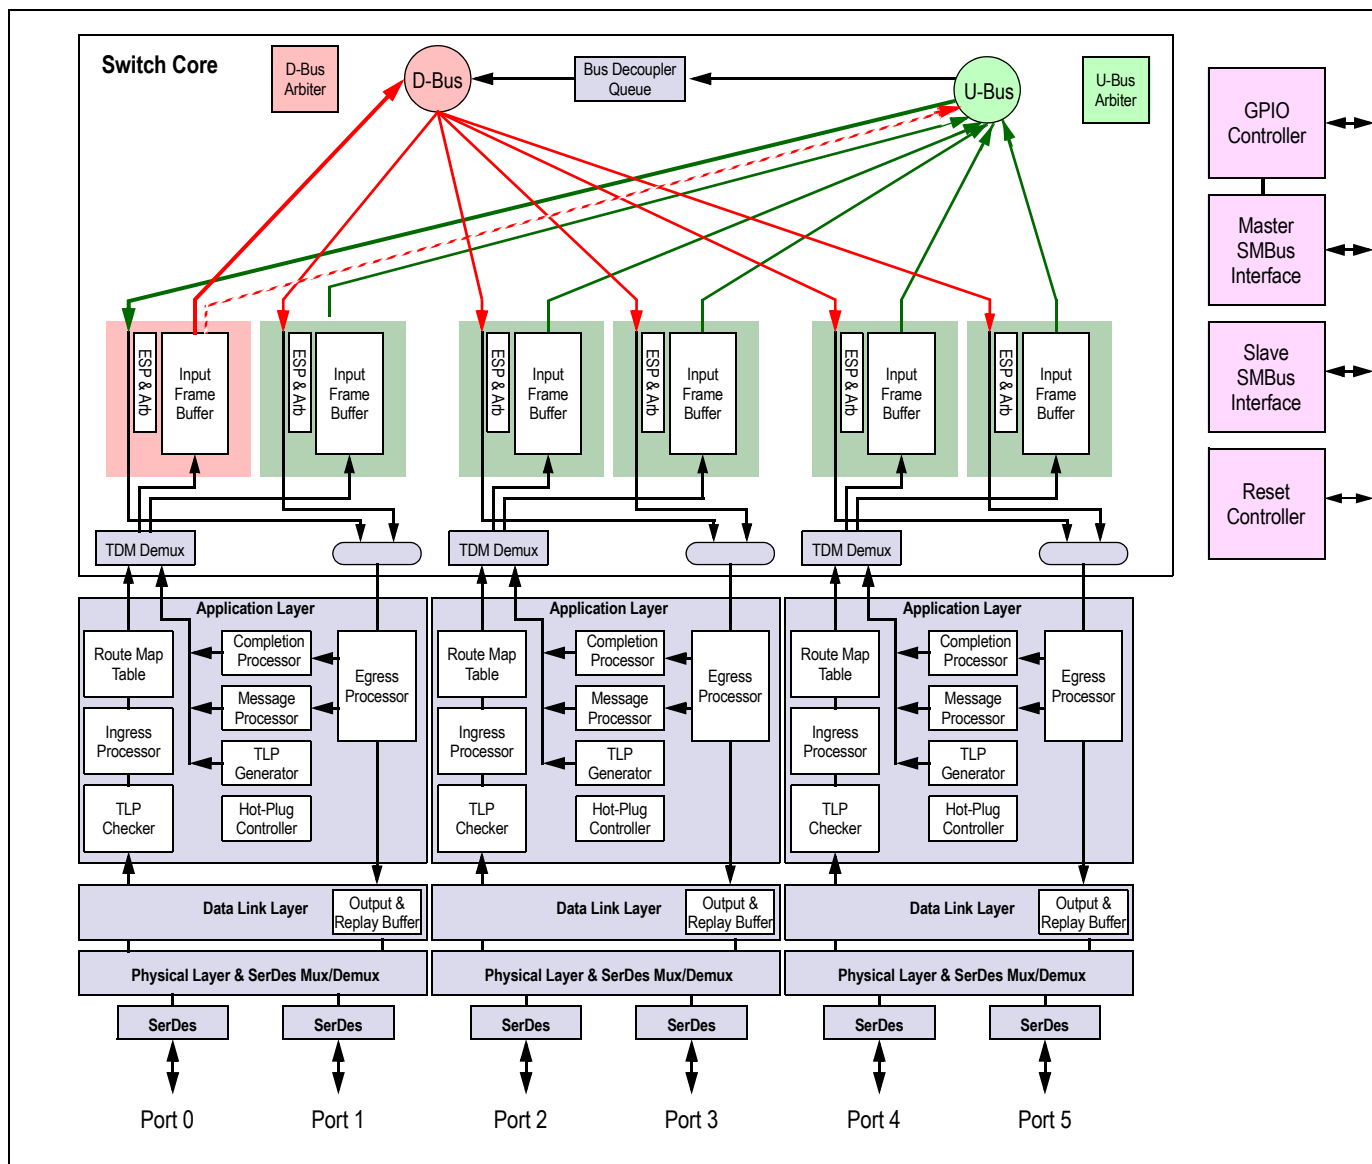 Switch Core
D-Bus
Arbiter
D-Bus
Bus Decoupler
Queue
U-Bus
U-Bus
Arbiter
GPIO
Controller
Master
SMBus
Interface
Slave
SMBus
Interface
Reset
Controller
ESP & Arb
Input
Frame
Buffer
ESP & Arb
Input
Frame
Buffer
ESP & Arb
Input
Frame
Buffer
ESP & Arb
Input
Frame
Buffer
ESP & Arb
Input
Frame
Buffer
ESP & Arb
Input
Frame
Buffer
TDM Demux
TDM Demux
TDM Demux
Application Layer
Route Map
Table
Completion
Processor
Egress
Processor
Ingress
Processor
Message
Processor
TLP
Generator
TLP
Checker
Hot-Plug
Controller
Application Layer
Route Map
Table
Completion
Processor
Egress
Processor
Ingress
Processor
Message
Processor
TLP
Generator
TLP
Checker
Hot-Plug
Controller
Application Layer
Route Map
Table
Completion
Processor
Egress
Processor
Ingress
Processor
Message
Processor
TLP
Generator
TLP
Checker
Hot-Plug
Controller
Data Link Layer
Output &
Replay Buffer
Data Link Layer
Output &
Replay Buffer
Data Link Layer
Output &
Replay Buffer
Physical Layer & SerDes Mux/Demux
Physical Layer & SerDes Mux/Demux
Physical Layer & SerDes Mux/Demux
SerDes
SerDes
SerDes
SerDes
SerDes
SerDes
Port 0
Port 1
Port 2
Port 3
Port 4
Port 5